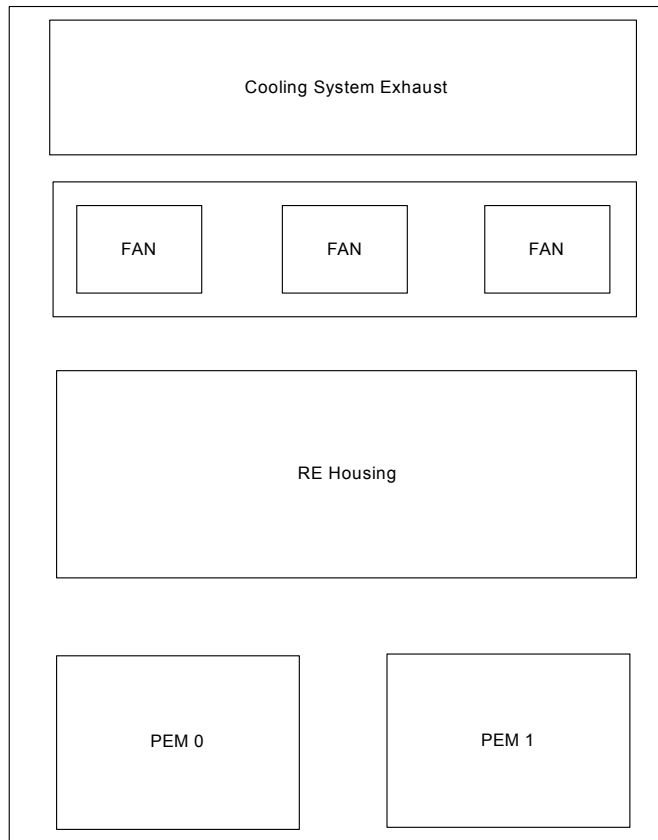 Cooling System Exhaust
FAN
FAN
FAN
RE Housing
PEM 0
PEM 1